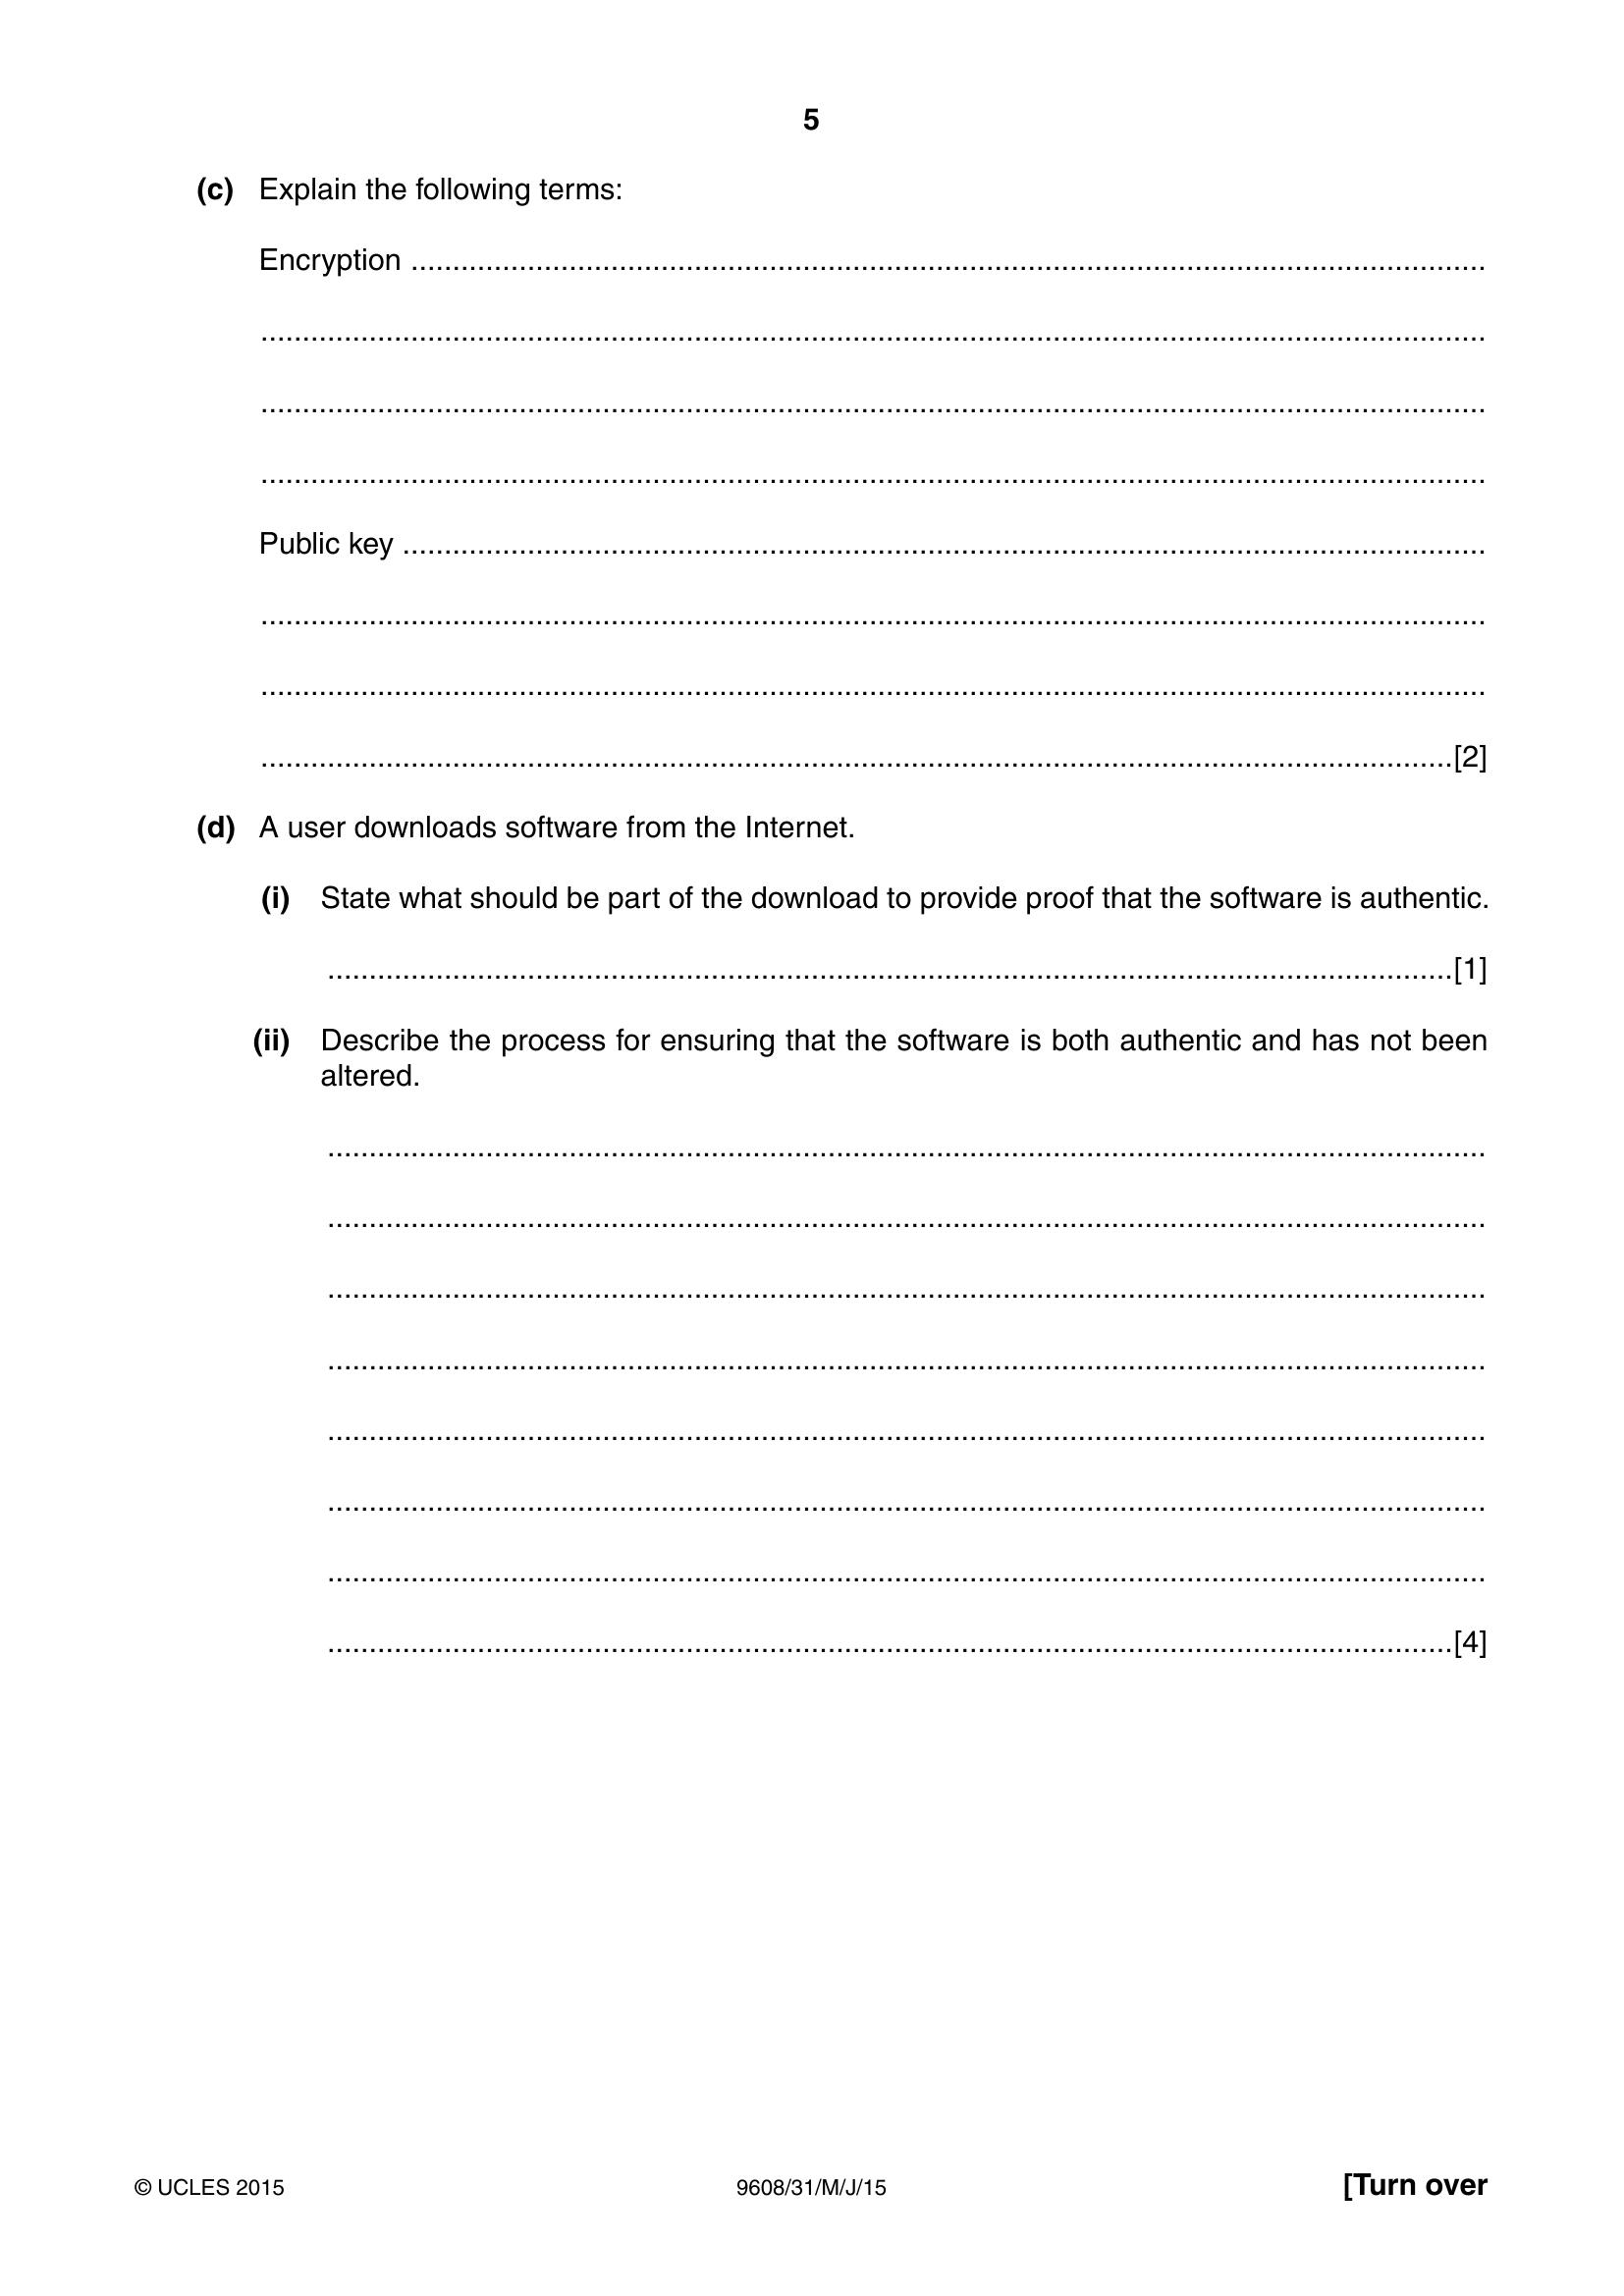 5
(c) Explain the following terms:
Encryption ..........................................................................................................................................
..........................................................................................................................................
..........................................................................................................................................
..........................................................................................................................................
Public key ..........................................................................................................................................
..........................................................................................................................................
..........................................................................................................................................
..........................................................................................................................................[2]
(d) A user downloads software from the Internet.
(i) State what should be part of the download to provide proof that the software is authentic.
..........................................................................................................................................[1]
(ii) Describe the process for ensuring that the software is both authentic and has not been
altered.
..........................................................................................................................................
..........................................................................................................................................
..........................................................................................................................................
..........................................................................................................................................
..........................................................................................................................................
..........................................................................................................................................
..........................................................................................................................................
..........................................................................................................................................[4]
© UCLES 2015 9608/31/M/J/15 [Turn over